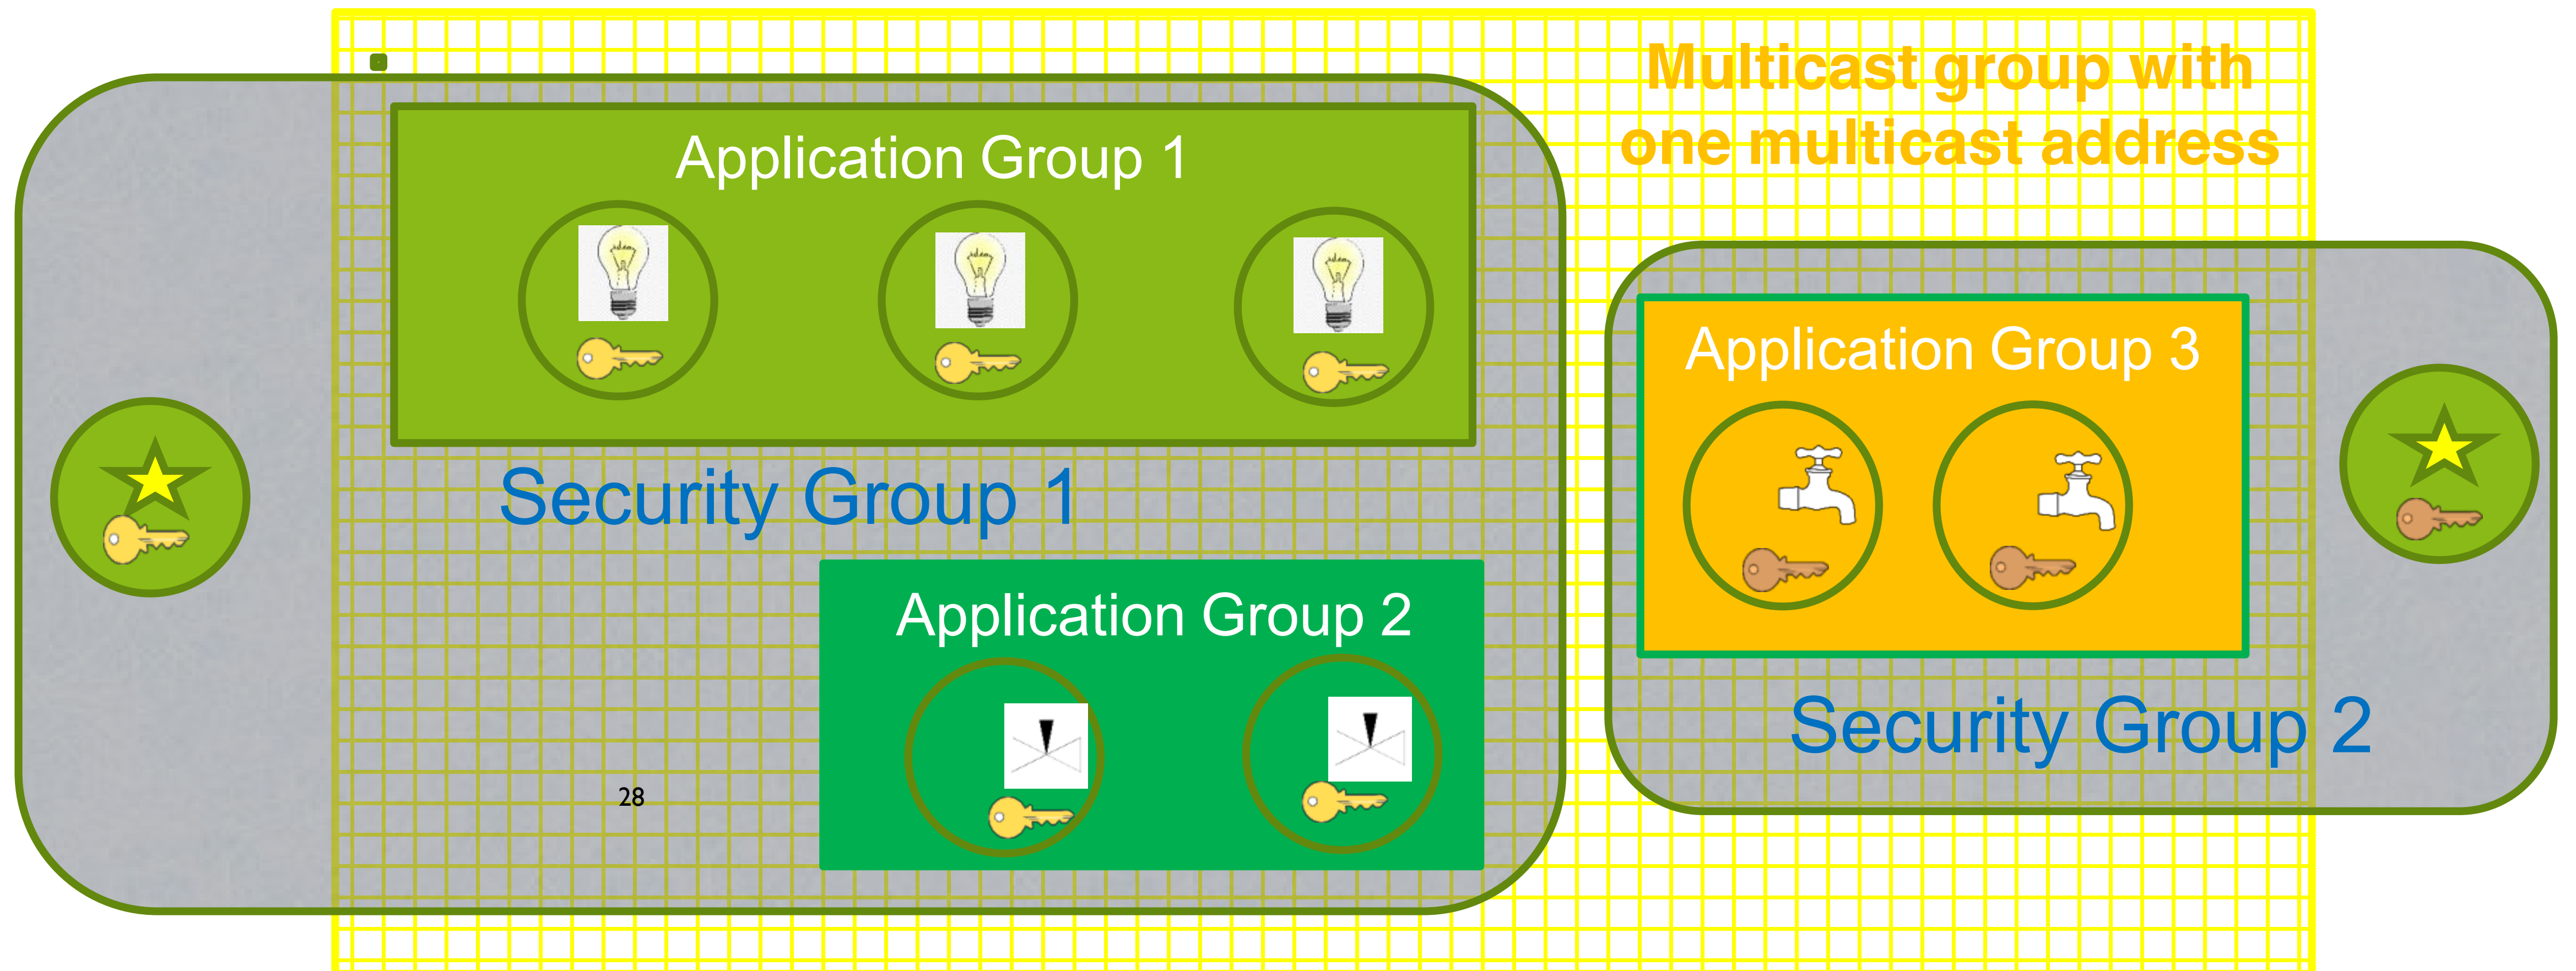 Multicast group with
one multicast address
Application Group 1
Security Group 1
Application Group 2
28
Application Group 3
Security Group 2